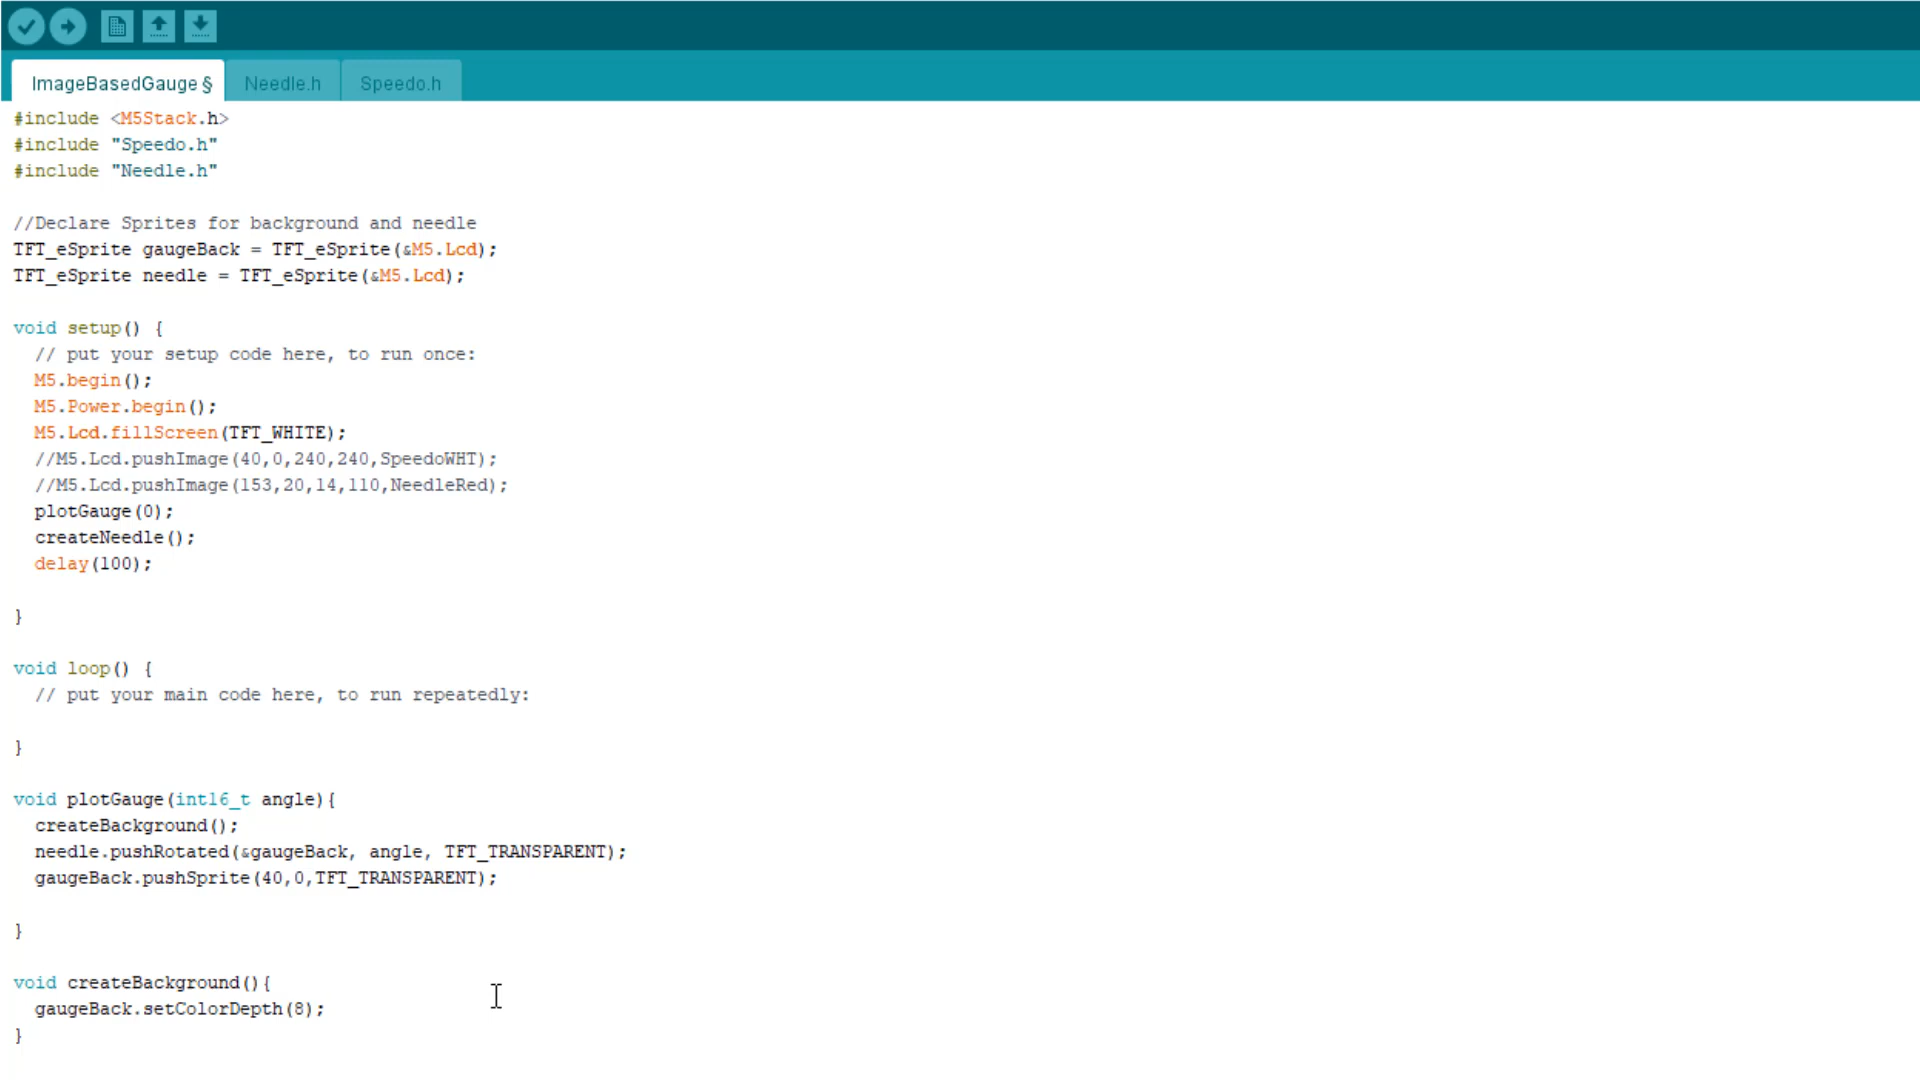 ImageBasedGauge §
Needle.h
Speedo.h
#include <M5Stack.h>
#include "Speedo.h"
#include "Needle.h"
//Declare Sprites for background and needle
TFT_eSprite gaugeBack = TFT_eSprite(&M5.Lcd);
TFT_eSprite needle = TFT_eSprite(&M5.Lcd);
void setup() {
  // put your setup code here, to run once:
  M5.begin();
  M5.Power.begin();
  M5.Lcd.fillScreen(TFT_WHITE);
  //M5.Lcd.pushImage(40,0,240,240,SpeedoWHT);
  //M5.Lcd.pushImage(153,20,14,110,NeedleRed);
  plotGauge(0);
  createNeedle();
  delay(100);
}
void loop() {
  // put your main code here, to run repeatedly:
}
void plotGauge(int16_t angle){
  createBackground();
  needle.pushRotated(&gaugeBack, angle, TFT_TRANSPARENT);
  gaugeBack.pushSprite(40,0,TFT_TRANSPARENT);
}
void createBackground(){
  gaugeBack.setColorDepth(8);
}